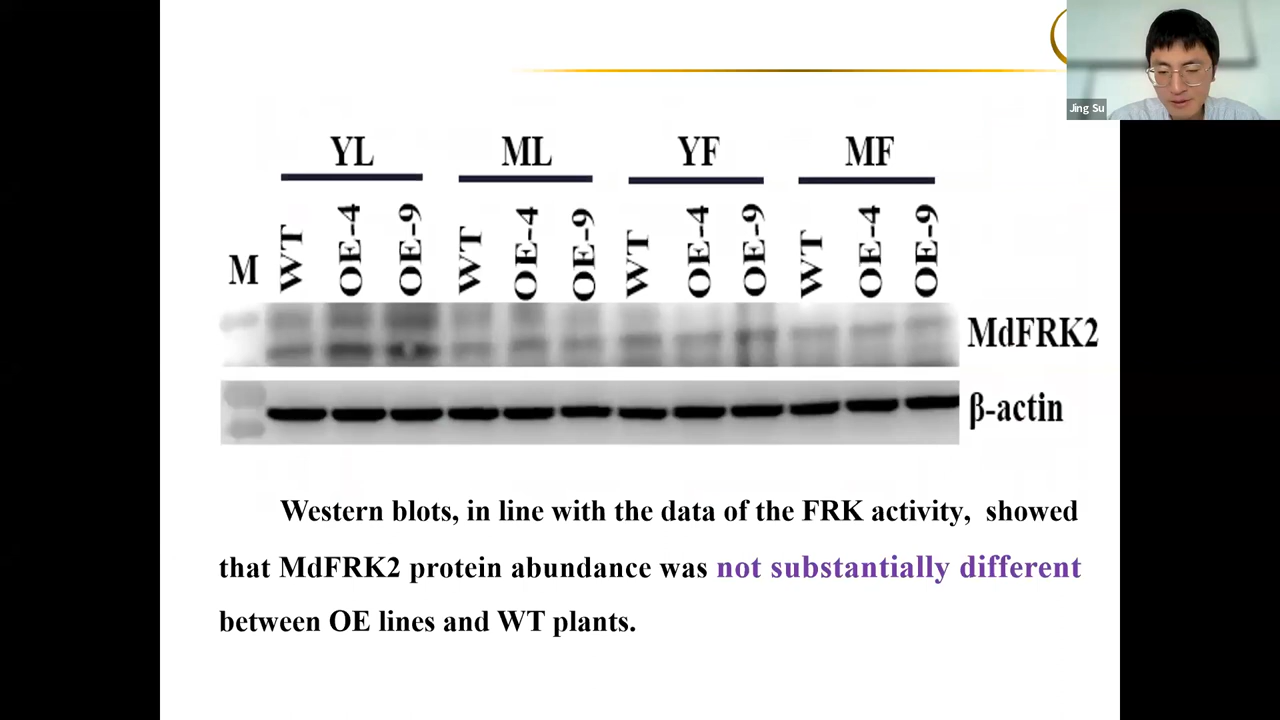 Jing Su
YL ML YF MF
M WT OE-4 OE-9 WT OE-4 OE-9 WT OE-4 OE-9 WT OE-4 OE-9
MdFRK2
β-actin
Western blots, in line with the data of the FRK activity, showed
that MdFRK2 protein abundance was not substantially different
between OE lines and WT plants.